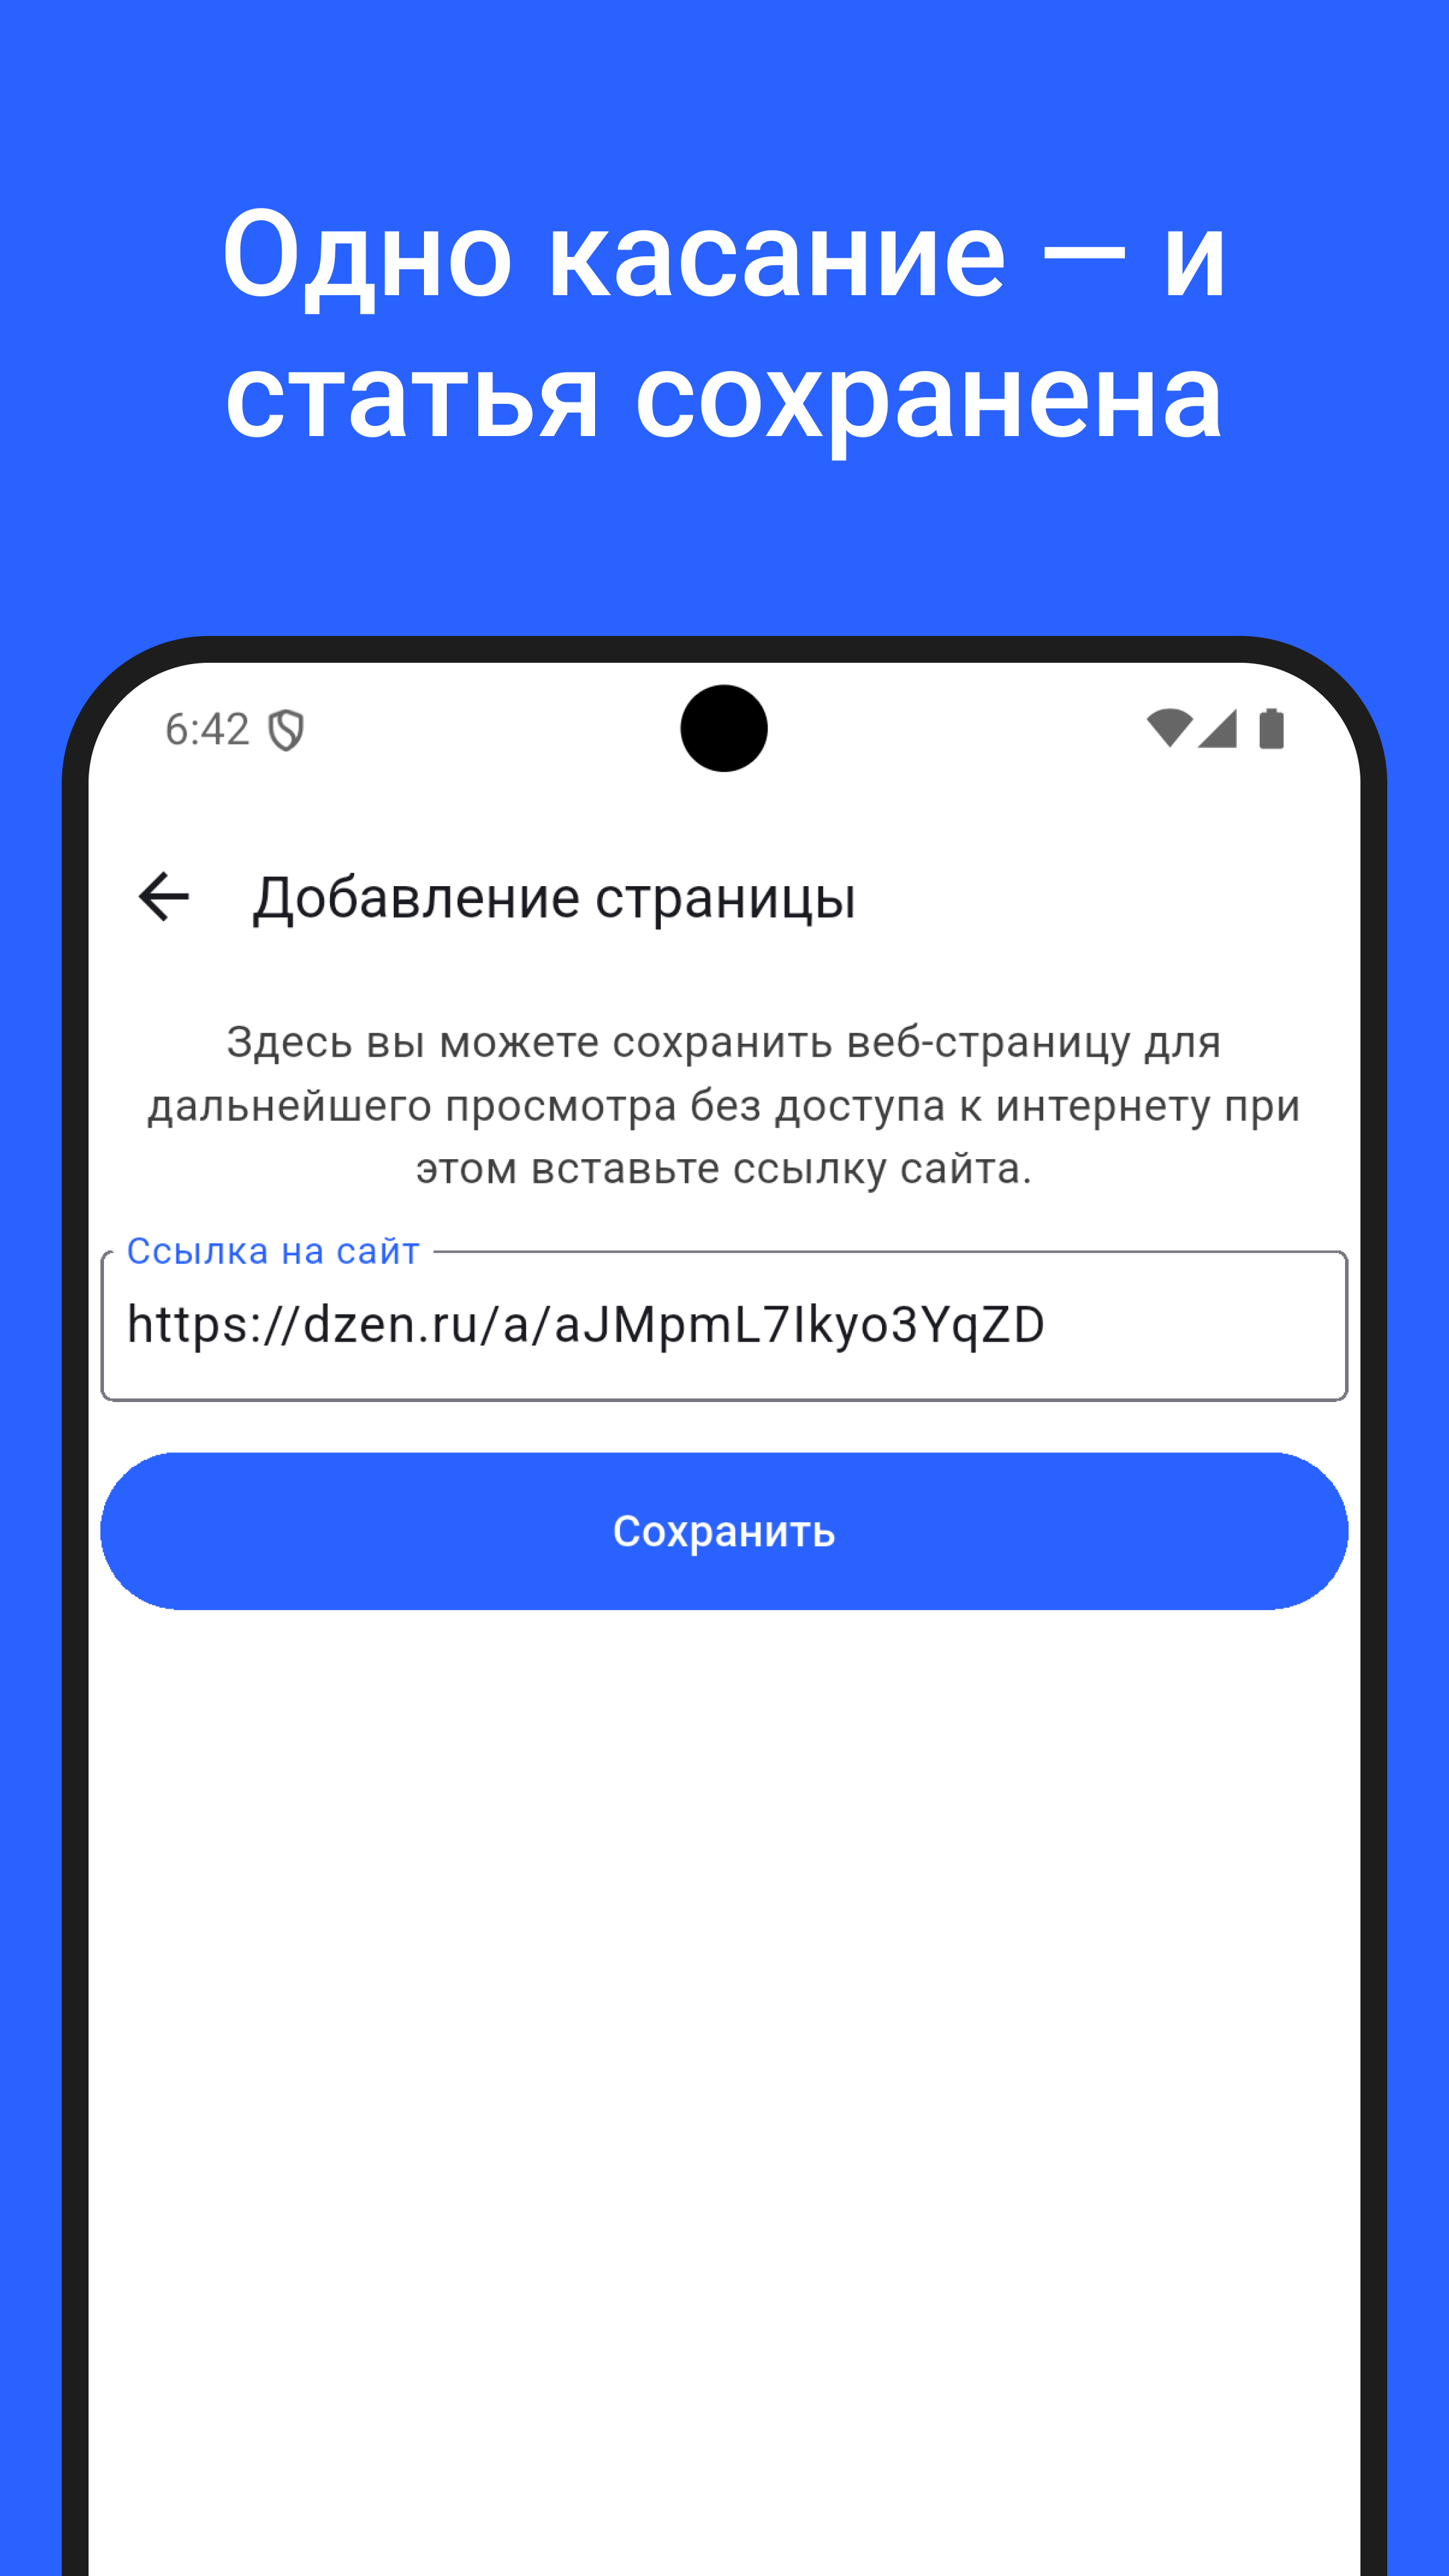 Одно касание — и
статья сохранена
6:42
Добавление страницы
Здесь вы можете сохранить веб-страницу для
дальнейшего просмотра без доступа к интернету при
этом вставьте ссылку сайта.
Ссылка на сайт
https://dzen.ru/a/aJMpmL7Ikyo3YqZD
Сохранить